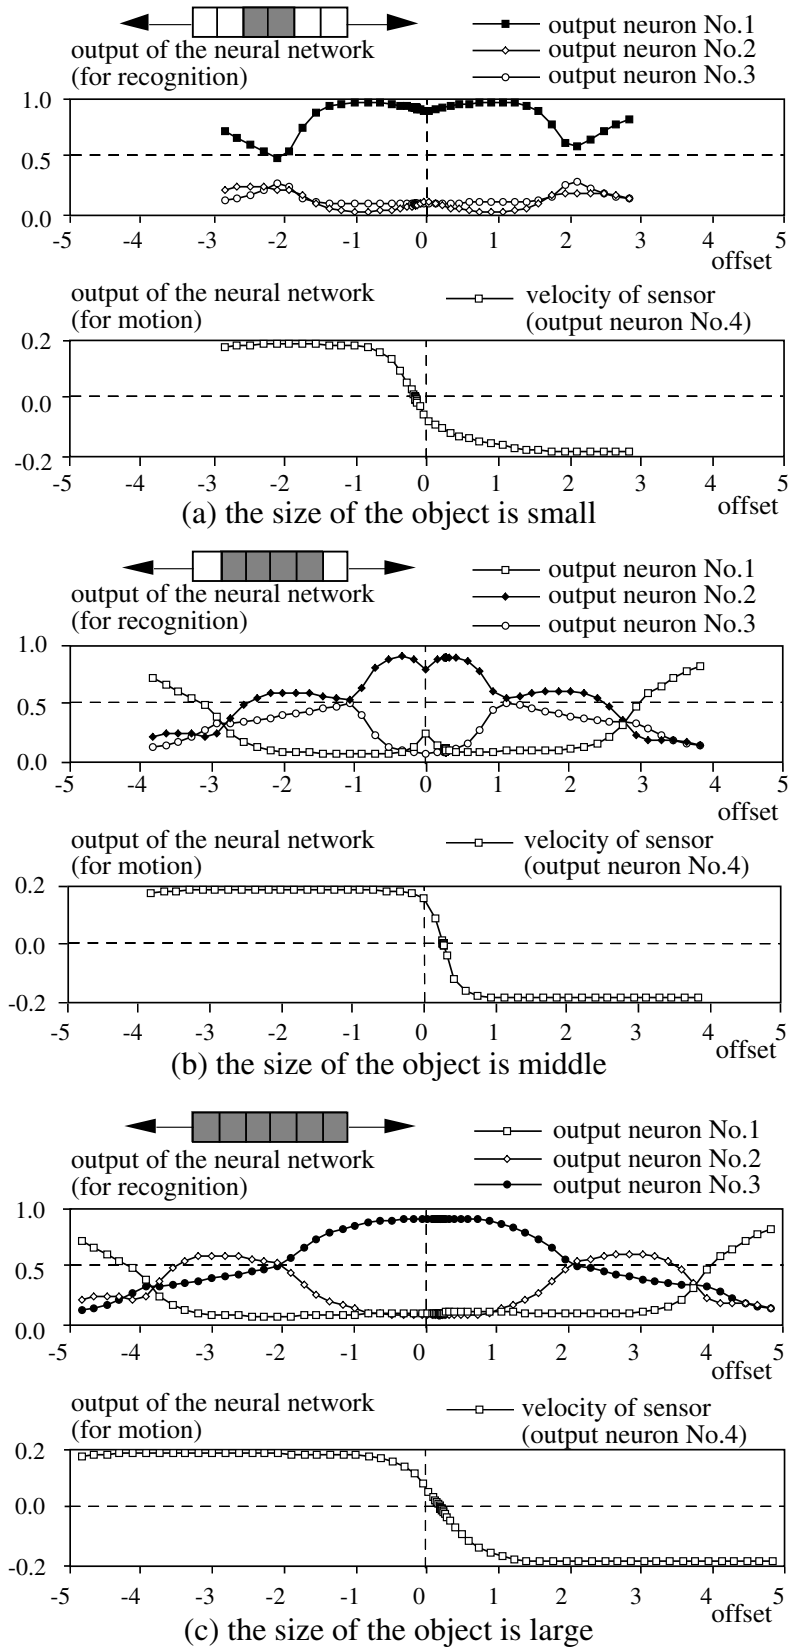 output of the neural network
(for recognition)
output neuron No.1
output neuron No.2
output neuron No.3
1.0
0.5
0.0
-5 -4 -3 -2 -1 0 1 2 3 4 5
offset
output of the neural network
(for motion)
velocity of sensor
(output neuron No.4)
0.2
0.0
-0.2
-5 -4 -3 -2 -1 0 1 2 3 4 5
offset
(a) the size of the object is small
output of the neural network
(for recognition)
output neuron No.1
output neuron No.2
output neuron No.3
1.0
0.5
0.0
-5 -4 -3 -2 -1 0 1 2 3 4 5
offset
output of the neural network
(for motion)
velocity of sensor
(output neuron No.4)
0.2
0.0
-0.2
-5 -4 -3 -2 -1 0 1 2 3 4 5
offset
(b) the size of the object is middle
output of the neural network
(for recognition)
output neuron No.1
output neuron No.2
output neuron No.3
1.0
0.5
0.0
-5 -4 -3 -2 -1 0 1 2 3 4 5
offset
output of the neural network
(for motion)
velocity of sensor
(output neuron No.4)
0.2
0.0
-0.2
-5 -4 -3 -2 -1 0 1 2 3 4 5
offset
(c) the size of the object is large